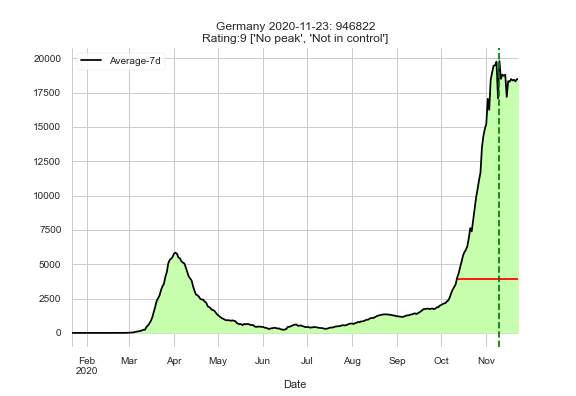 Germany 2020-11-23: 946822
Rating:9 ['No peak', 'Not in control']
Average-7d
20000
17500
15000
12500
10000
7500
5000
2500
0
Feb Mar Apr May Jun Jul Aug Sep Oct Nov
2020
Date